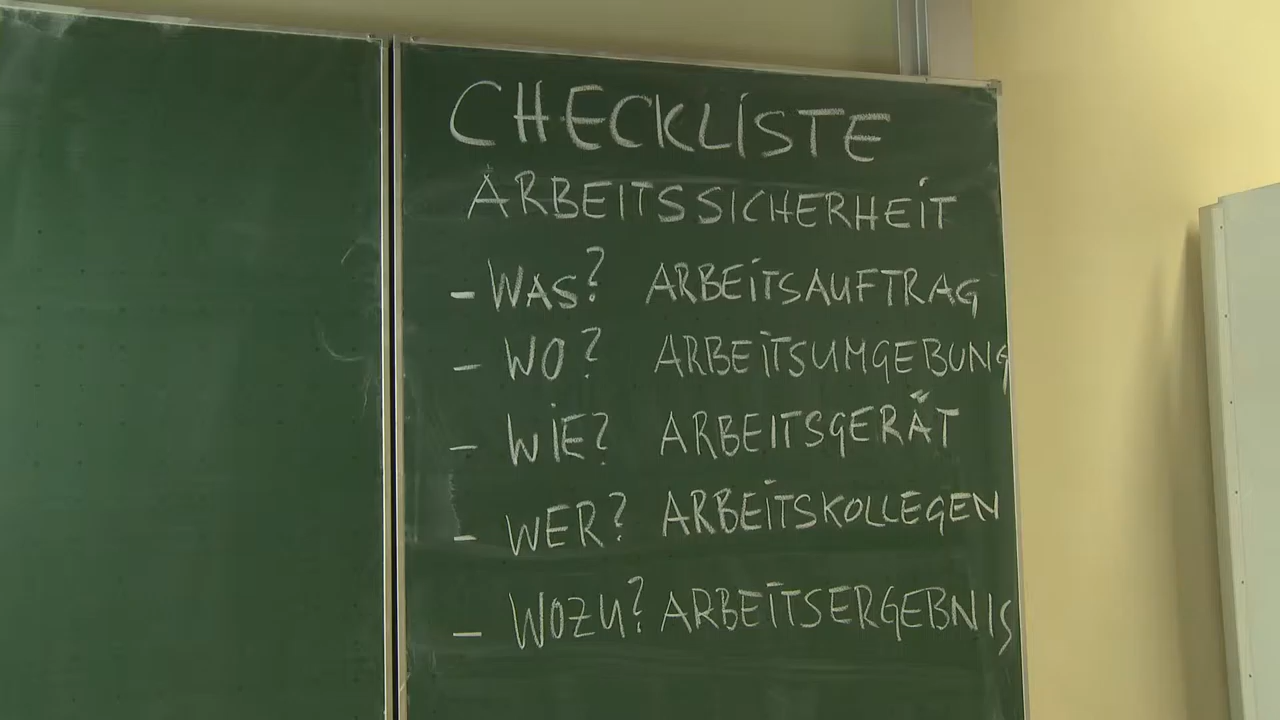 CHECKLISTE
ARBEITSSICHERHEIT
- WAS? ARBEITSAUFTRAG
- WO? ARBEITSUMGEBUNG
- WIE? ARBEITSGERÄT
- WER? ARBEITSKOLLEGEN
- WOZU? ARBEITSERGEBNIS